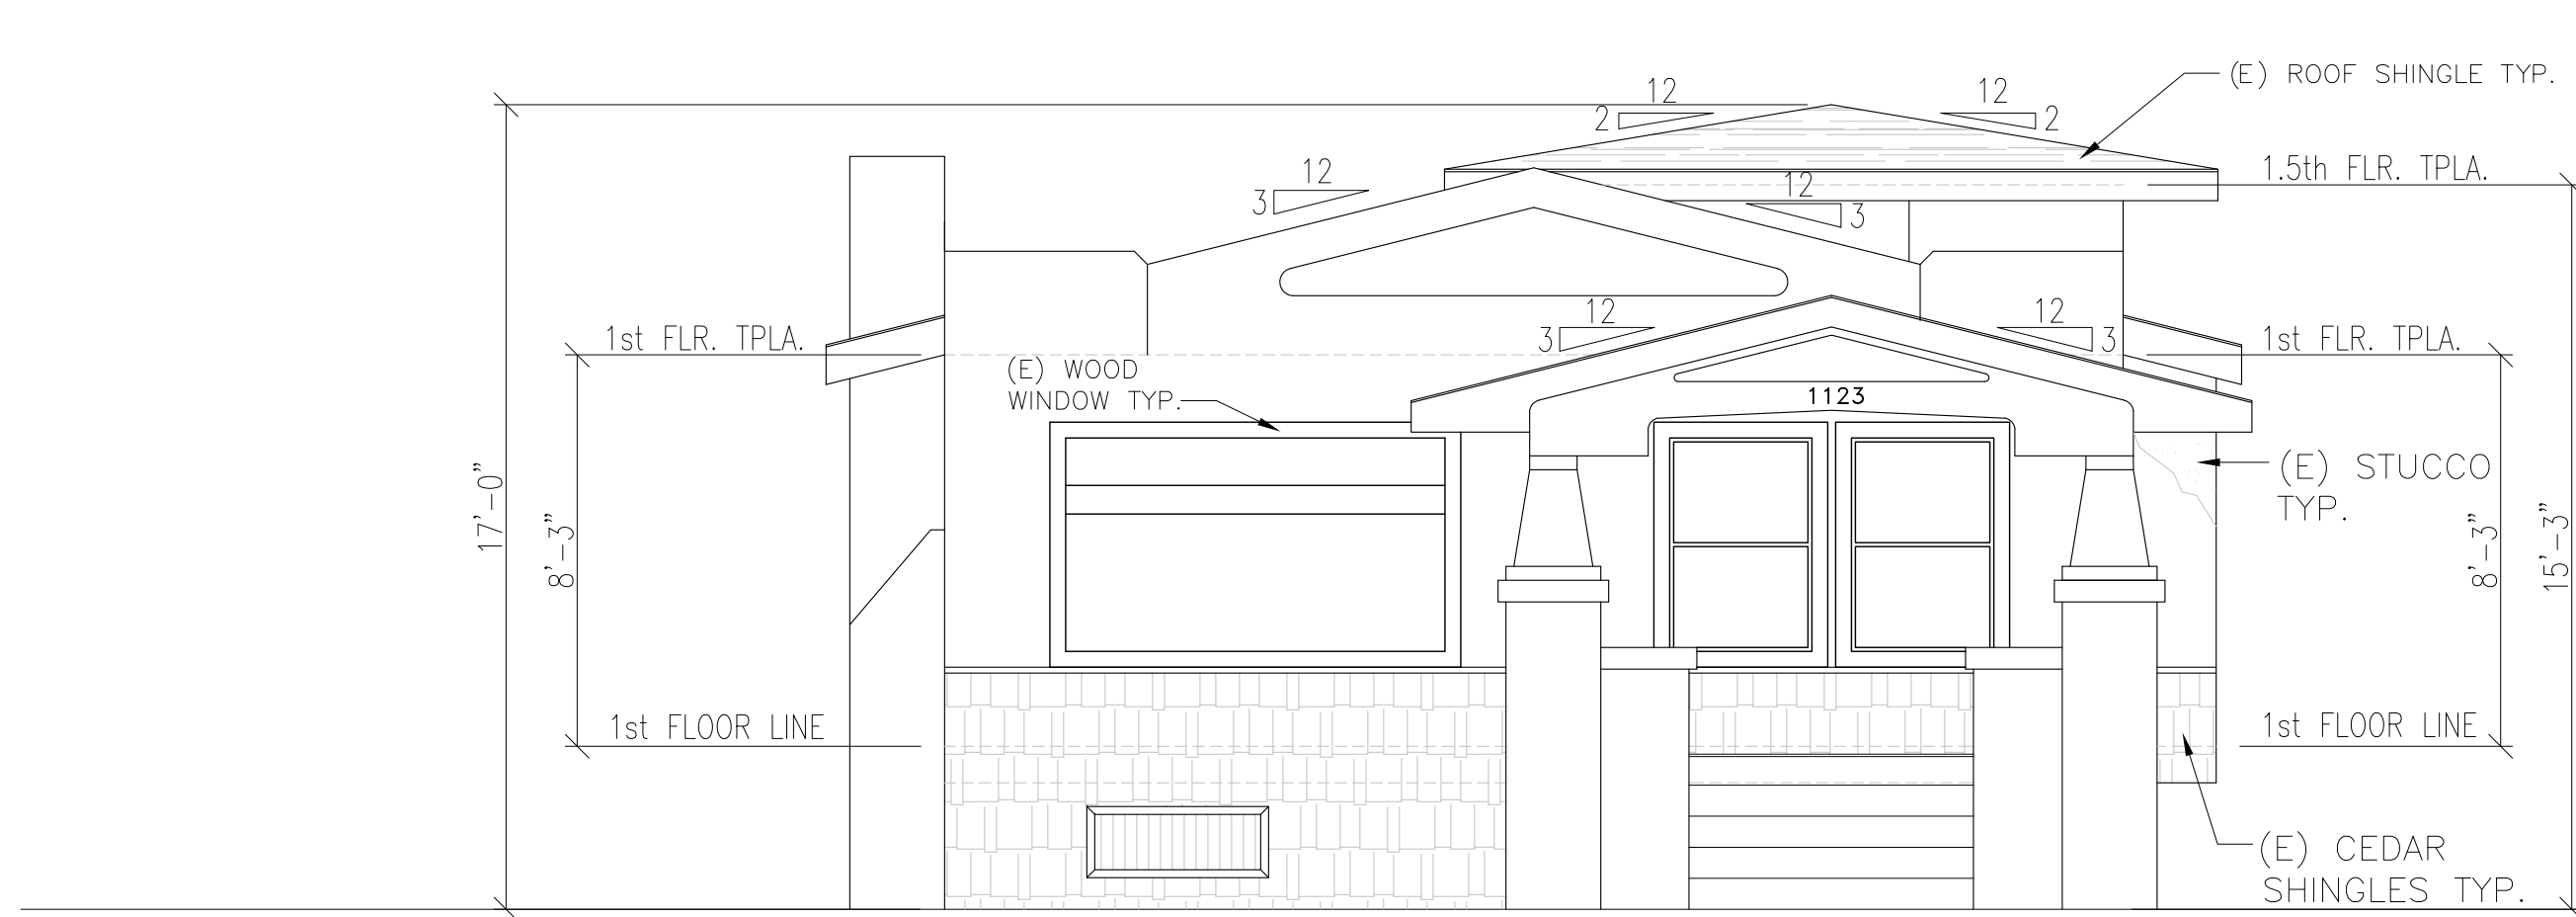 (E) ROOF SHINGLE TYP.
12
2
12
2
1.5th FLR. TPLA.
12
3
12
3
1st FLR. TPLA.
12
3
12
3
1st FLR. TPLA.
(E) WOOD
WINDOW TYP.
1123
(E) STUCCO
TYP.
17'-0"
8'-3"
8'-3"
15'-3"
1st FLOOR LINE
1st FLOOR LINE
(E) CEDAR
SHINGLES TYP.